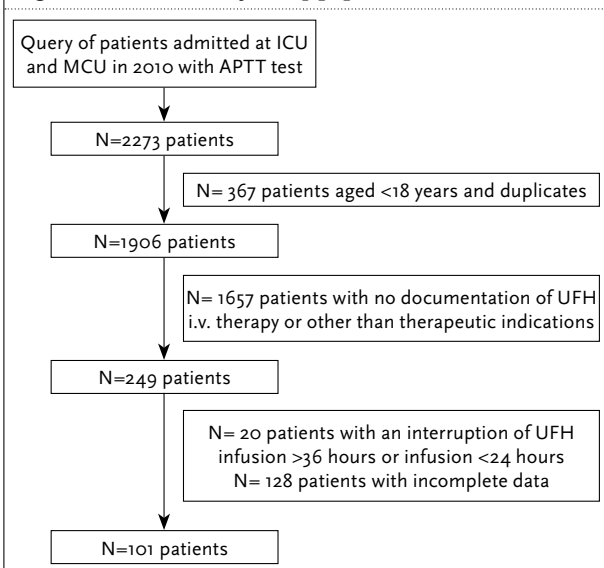 Query of patients admitted at ICU
and MCU in 2010 with APTT test
N=2273 patients
N= 367 patients aged <18 years and duplicates
N=1906 patients
N= 1657 patients with no documentation of UFH
i.v. therapy or other than therapeutic indications
N=249 patients
N= 20 patients with an interruption of UFH
infusion >36 hours or infusion <24 hours
N= 128 patients with incomplete data
N=101 patients